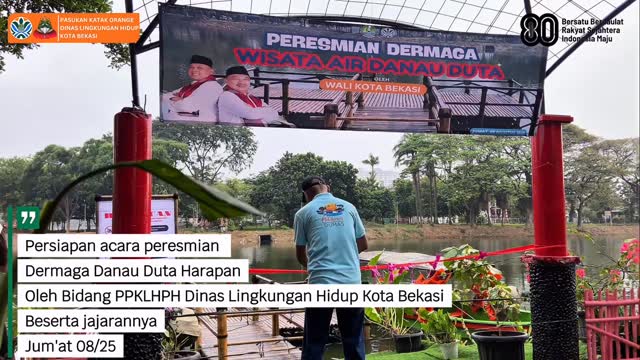 PASUKAN KATAK ORANGE
DINAS LINGKUNGAN HIDUP
KOTA BEKASI
80
Bersatu Berdaulat
Rakyat Sejahtera
Indonesia Maju
PERESMIAN DERMAGA
WISATA AIR DANAU DUTA
OLEH
WALI KOTA BEKASI
Persiapan acara peresmian
Dermaga Danau Duta Harapan
Oleh Bidang PPKLHPH Dinas Lingkungan Hidup Kota Bekasi
Beserta jajarannya
Jum'at 08/25